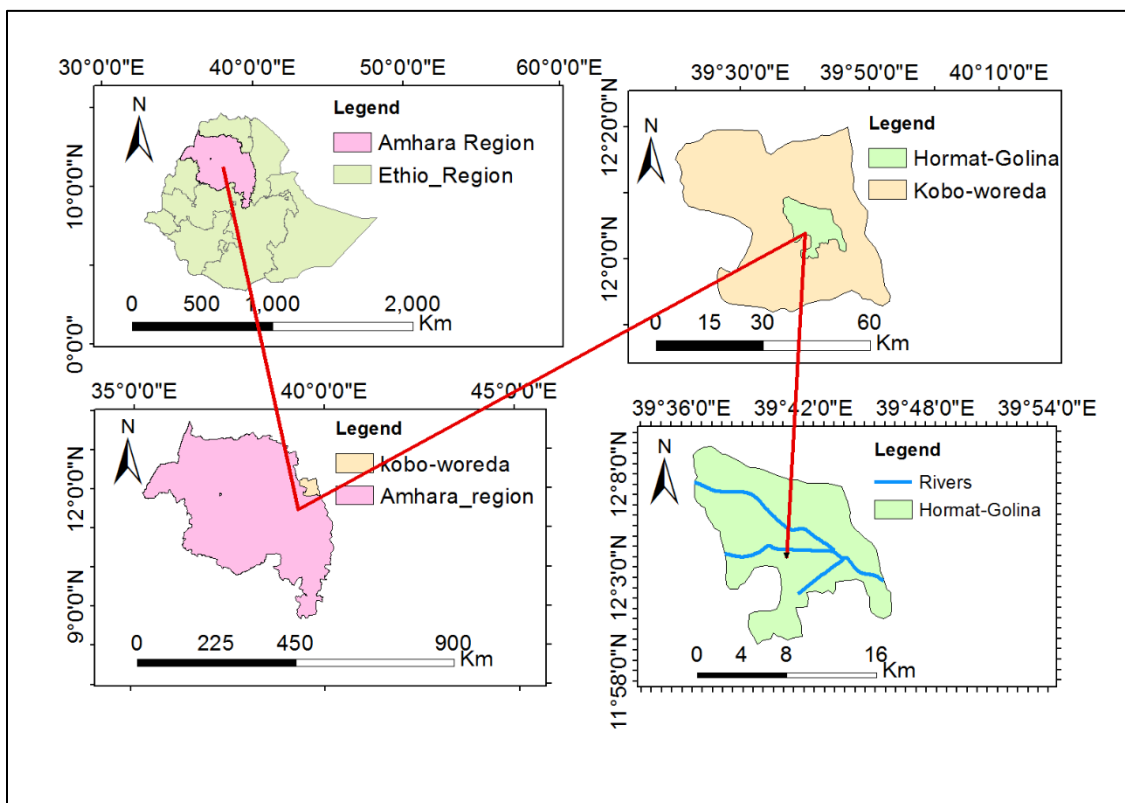 30°0'0"E 40°0'0"E 50°0'0"E 60°0'0"E
10°0'0"N
0°0'0"
N
Legend
Amhara Region
Ethio_Region
0 500 1,000 2,000
Km
39°30'0"E 39°50'0"E 40°10'0"E
12°20'0"N
12°0'0"N
N
Legend
Hormat-Golina
Kobo-woreda
0 15 30 60
Km
35°0'0"E 40°0'0"E 45°0'0"E
12°0'0"N
9°0'0"N
N
Legend
kobo-woreda
Amhara_region
0 225 450 900
Km
39°36'0"E 39°42'0"E 39°48'0"E 39°54'0"E
12°8'0"N
12°30'0"N
11°58'0"N
N
Legend
Rivers
Hormat-Golina
0 4 8 16
Km